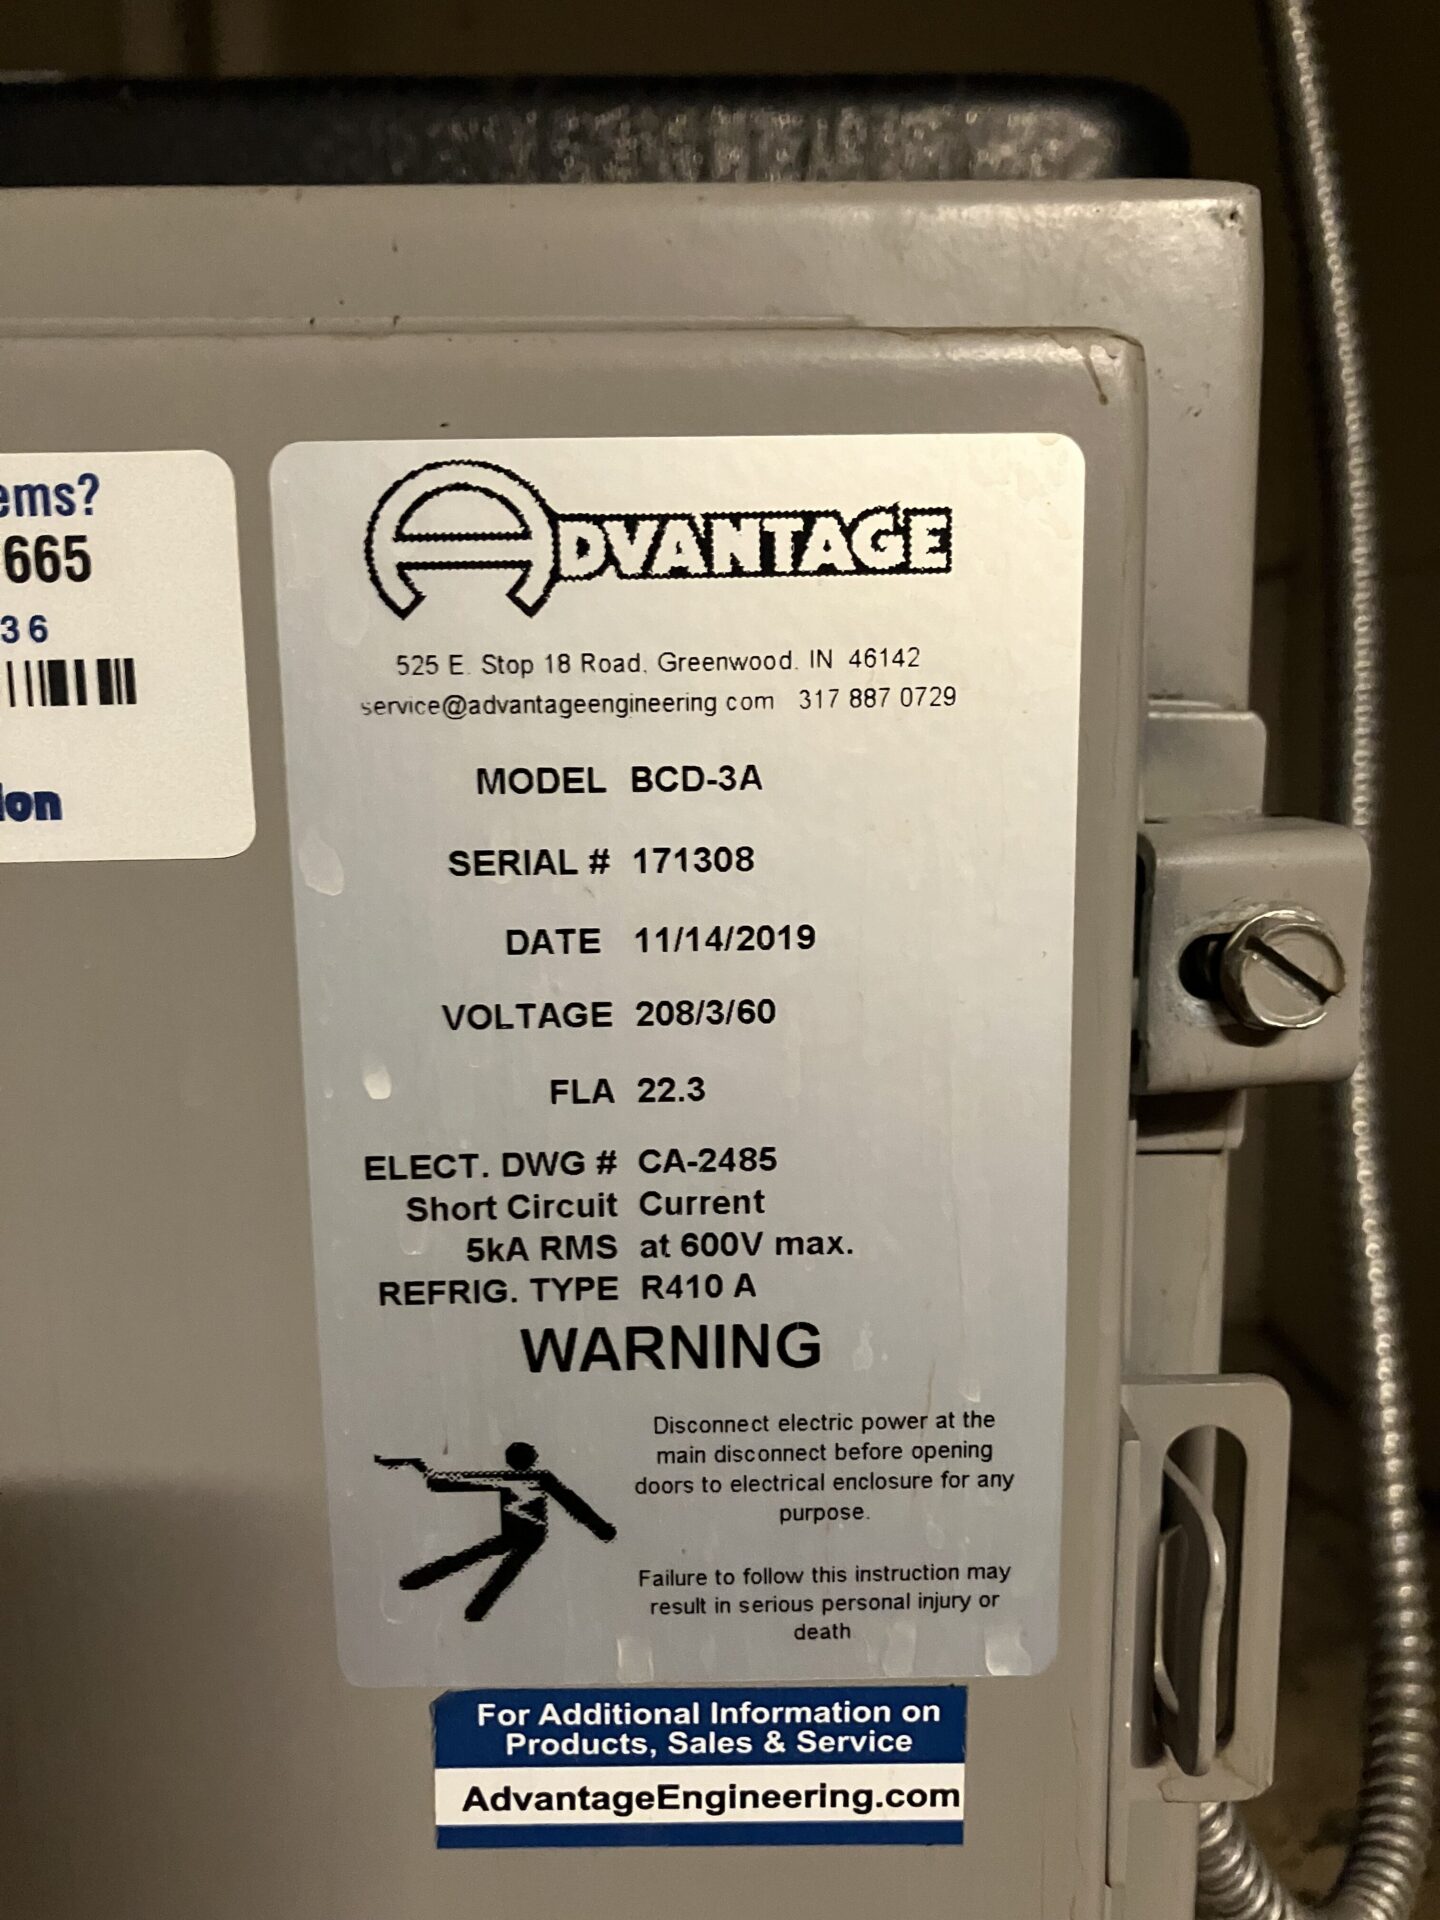 ems?
665
36
ion
ADVANTAGE
525 E. Stop 18 Road, Greenwood, IN 46142
service@advantageengineering com 317 887 0729
MODEL BCD-3A
SERIAL # 171308
DATE 11/14/2019
VOLTAGE 208/3/60
FLA 22.3
ELECT. DWG # CA-2485
Short Circuit Current
5kA RMS at 600V max.
REFRIG. TYPE R410 A
WARNING
Disconnect electric power at the
main disconnect before opening
doors to electrical enclosure for any
purpose.
Failure to follow this instruction may
result in serious personal injury or
death
For Additional Information on
Products, Sales & Service
AdvantageEngineering.com